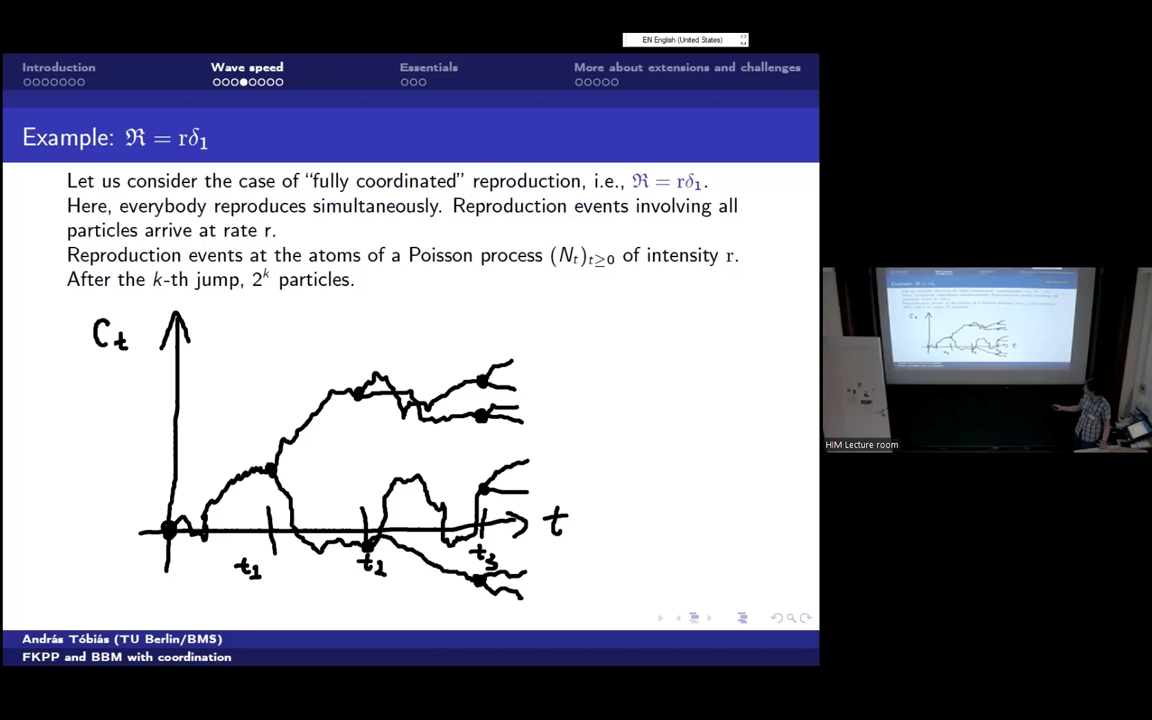 EN English (United States)
Introduction
Wave speed
Essentials
More about extensions and challenges
Example: ℜ = rδ₁
Let us consider the case of “fully coordinated” reproduction, i.e., ℜ = rδ₁.
Here, everybody reproduces simultaneously. Reproduction events involving all
particles arrive at rate r.
Reproduction events at the atoms of a Poisson process (Nₜ)ₜ≥₀ of intensity r.
After the k-th jump, 2ᵏ particles.
Cₜ
t
t₁
t₂
t₃
HIM Lecture room
András Tóbiás (TU Berlin/BMS)
FKPP and BBM with coordination